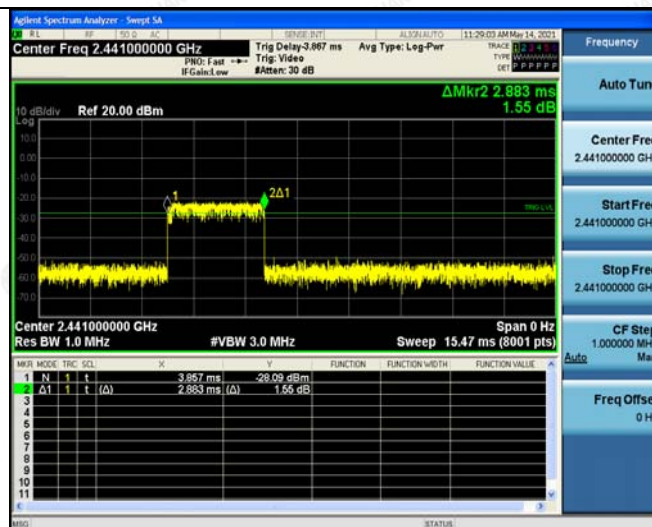 Agilent Spectrum Analyzer - Swept SA
RL RF 50 Ω AC SENSE:INT ALIGNAUTO 11:29:03 AM May 14, 2021
Center Freq 2.441000000 GHz
PNO: Fast
IFGain:Low
Trig Delay-3.867 ms
Trig: Video
#Atten: 30 dB
Avg Type: Log-Pwr
TRACE 1 2 3 4 5 6
TYPE
DET P P P P P P
ΔMkr2 2.883 ms
1.55 dB
10 dB/div Ref 20.00 dBm
Log
10.0
0.00
-10.0
-20.0
-30.0
-40.0
-50.0
-60.0
-70.0
1
2Δ1
TRIG LVL
Center 2.441000000 GHz Span 0 Hz
Res BW 1.0 MHz #VBW 3.0 MHz Sweep 15.47 ms (8001 pts)
MKR MODE TRC SCL X Y FUNCTION FUNCTION WIDTH FUNCTION VALUE
1 N 1 t 3.857 ms -28.09 dBm
2 Δ1 1 t (Δ) 2.883 ms (Δ) 1.55 dB
3
4
5
6
7
8
9
10
11
MSG STATUS
Frequency
Auto Tun
Center Fre
2.441000000 GH
Start Fre
2.441000000 GH
Stop Fre
2.441000000 GH
CF Step
1.000000 MH
Auto Ma
Freq Offse
0 H